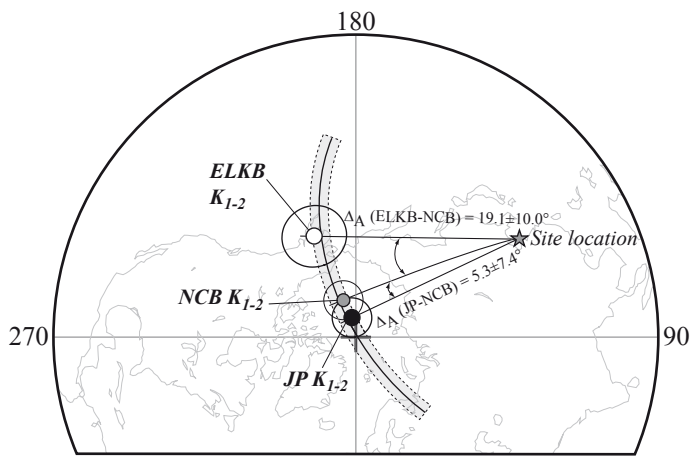 180
ELKB
K1-2
ΔA (ELKB-NCB) = 19.1±10.0°
Site location
NCB K1-2
ΔA (JP-NCB) = 5.3±7.4°
270
90
JP K1-2